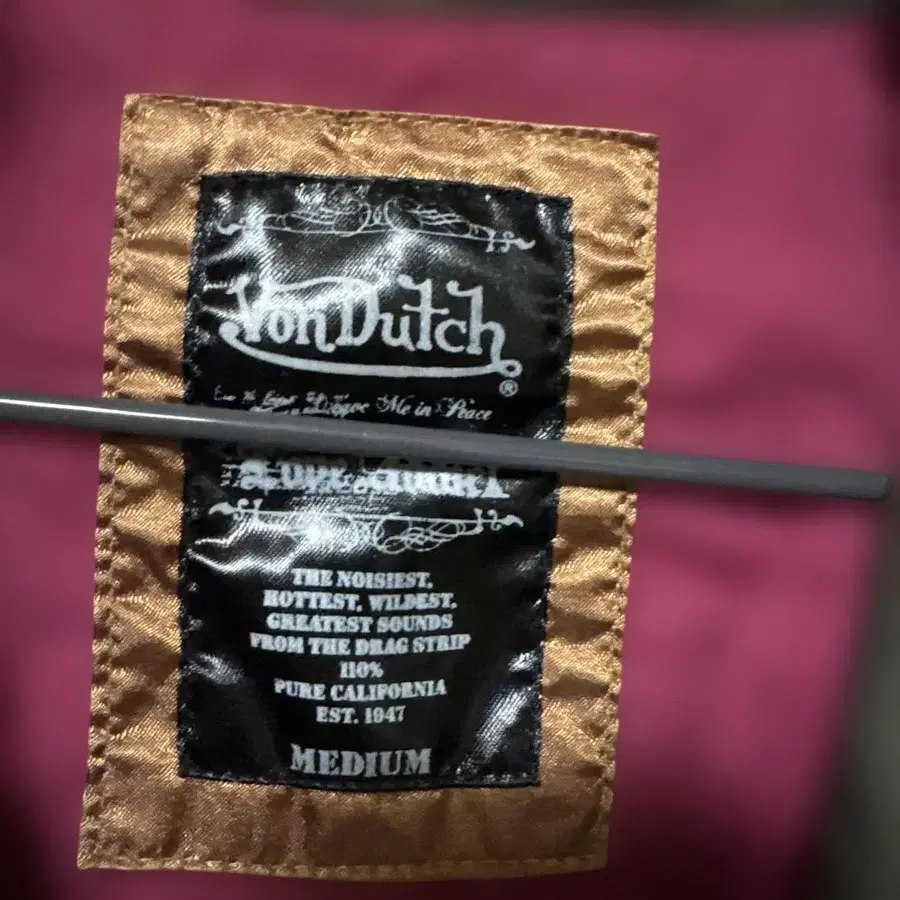 Von Dutch
®
Me in Peace
THE NOISIEST,
HOTTEST, WILDEST,
GREATEST SOUNDS
FROM THE DRAG STRIP
110%
PURE CALIFORNIA
EST. 1947
MEDIUM